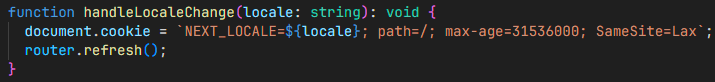 function handleLocaleChange(locale: string): void {
  document.cookie = `NEXT_LOCALE=${locale}; path=/; max-age=31536000; SameSite=Lax`;
  router.refresh();
}